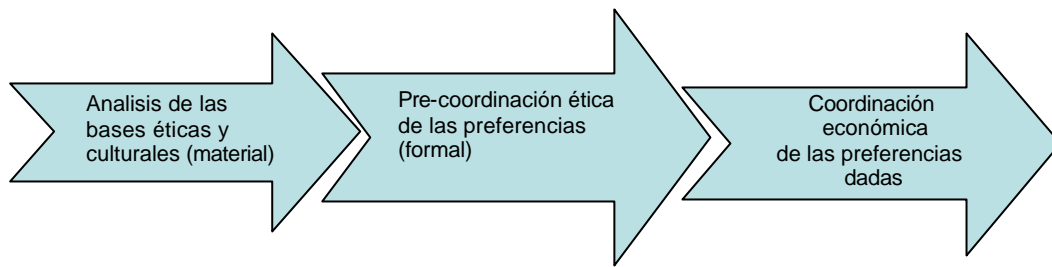 Analisis de las
bases éticas y
culturales (material)
Pre-coordinación ética
de las preferencias
(formal)
Coordinación
económica
de las preferencias
dadas